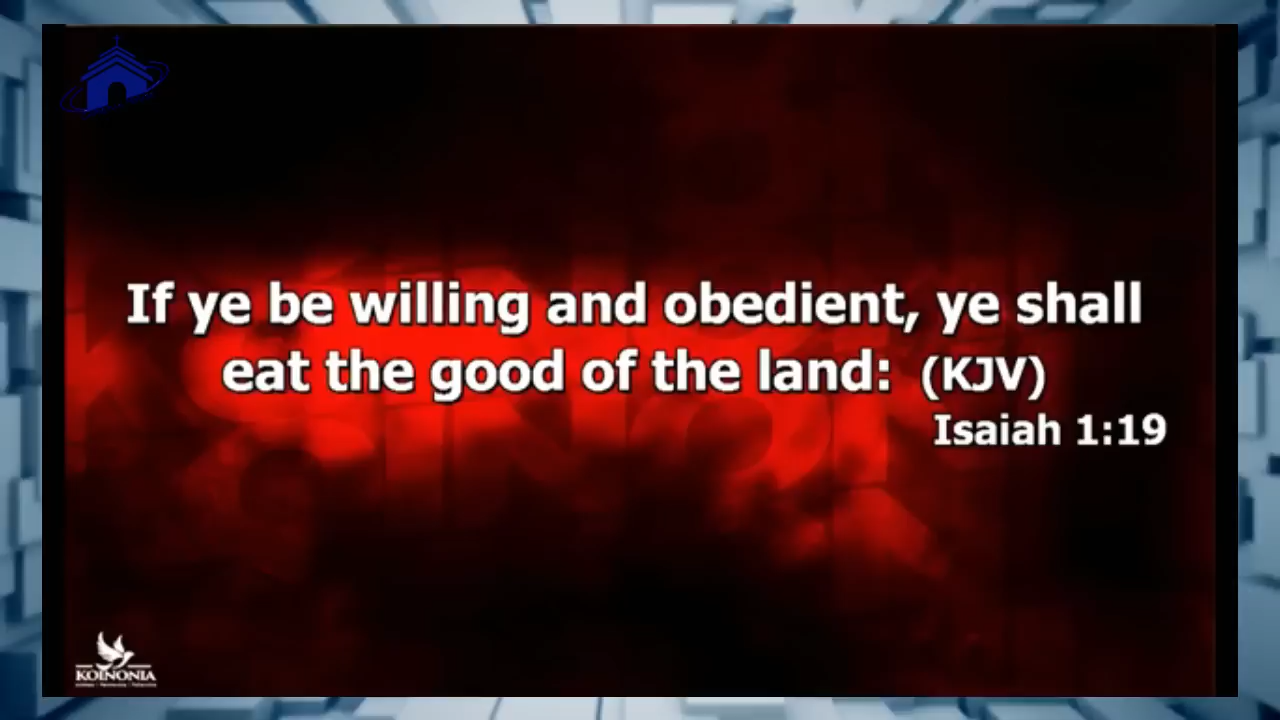 If ye be willing and obedient, ye shall
eat the good of the land: (KJV)
Isaiah 1:19
KOINONIA